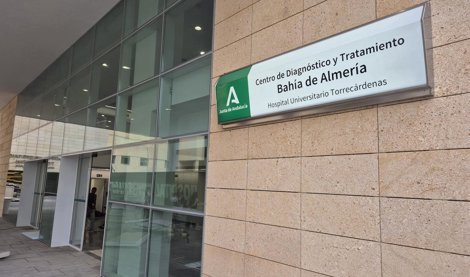 Centro de Diagnóstico y Tratamiento
Bahía de Almería
Hospital Universitario Torrecárdenas
Junta de Andalucía